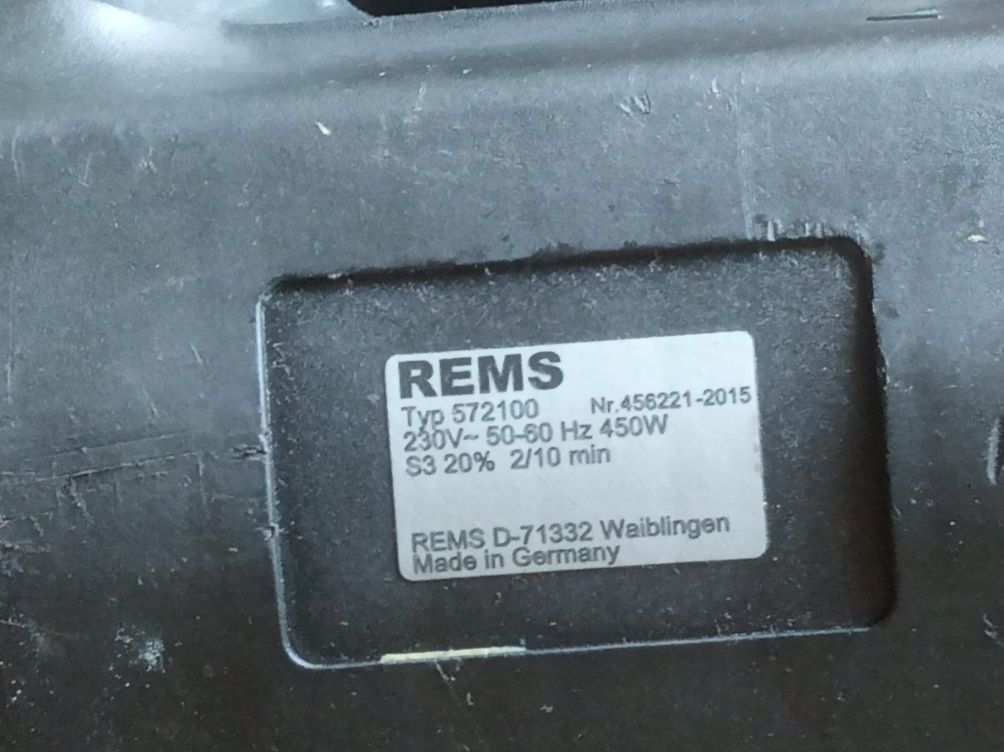 REMS
Typ 572100 Nr.456221-2015
230V~ 50-60 Hz 450W
S3 20% 2/10 min
REMS D-71332 Waiblingen
Made in Germany